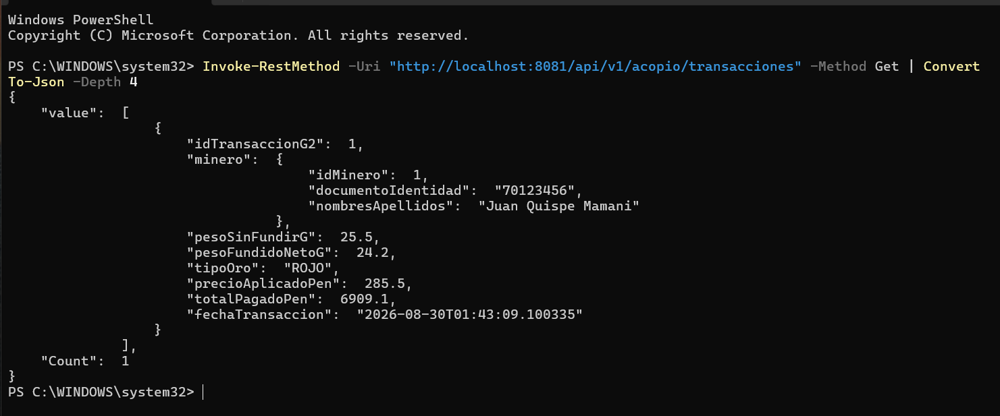 Windows PowerShell
Copyright (C) Microsoft Corporation. All rights reserved.
PS C:\WINDOWS\system32> Invoke-RestMethod -Uri "http://localhost:8081/api/v1/acopio/transacciones" -Method Get | Convert
To-Json -Depth 4
{
    "value":  [
                  {
                      "idTransaccionG2":  1,
                      "minero":  {
                                     "idMinero":  1,
                                     "documentoIdentidad":  "70123456",
                                     "nombresApellidos":  "Juan Quispe Mamani"
                                 },
                      "pesoSinFundirG":  25.5,
                      "pesoFundidoNetoG":  24.2,
                      "tipoOro":  "ROJO",
                      "precioAplicadoPen":  285.5,
                      "totalPagadoPen":  6909.1,
                      "fechaTransaccion":  "2026-08-30T01:43:09.100335"
                  }
              ],
    "Count":  1
}
PS C:\WINDOWS\system32>